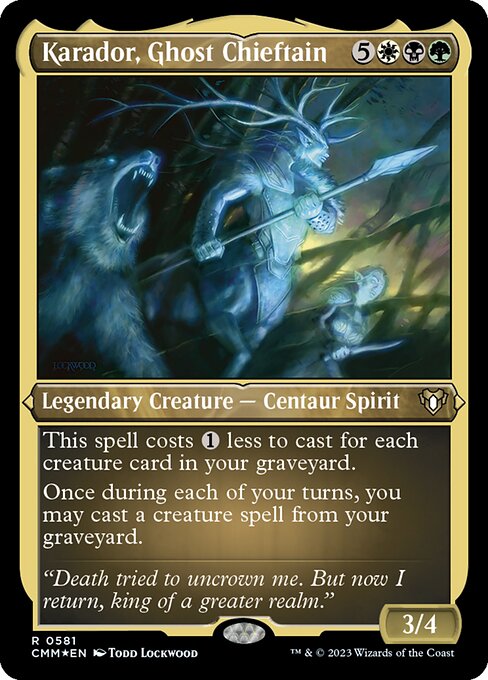 Karador, Ghost Chieftain 5
LOCKWOOD
Legendary Creature — Centaur Spirit
This spell costs 1 less to cast for each
creature card in your graveyard.
Once during each of your turns, you
may cast a creature spell from your
graveyard.
“Death tried to uncrown me. But now I
return, king of a greater realm.”
3/4
R 0581
CMM★EN Todd Lockwood
™ & © 2023 Wizards of the Coast